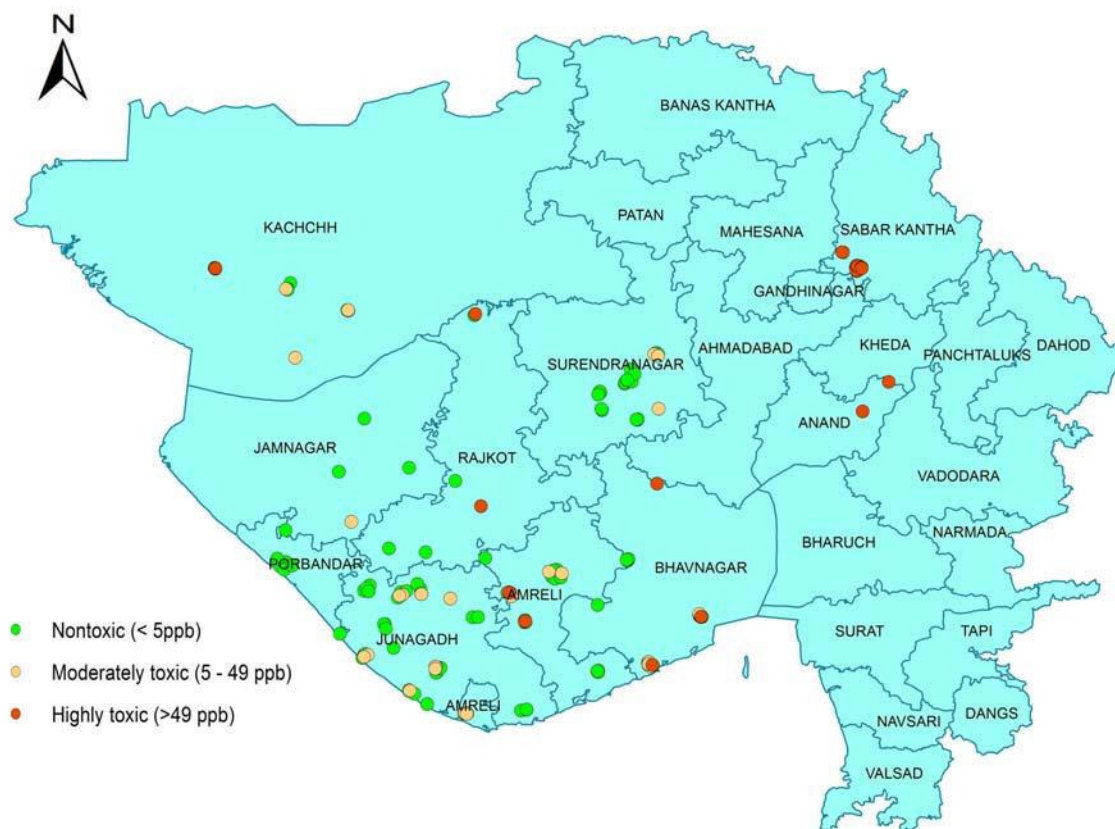 N
BANAS KANTHA
PATAN
KACHCHH
MAHESANA
SABAR KANTHA
GANDHINAGAR
AHMADABAD
KHEDA
PANCHTALUKS
DAHOD
SURENDRANAGAR
ANAND
JAMNAGAR
RAJKOT
VADODARA
BHARUCH
NARMADA
PORBANDAR
BHAVNAGAR
AMRELI
JUNAGADH
SURAT
TAPI
AMRELI
NAVSARI
DANGS
VALSAD
Nontoxic (< 5ppb)
Moderately toxic (5 - 49 ppb)
Highly toxic (>49 ppb)